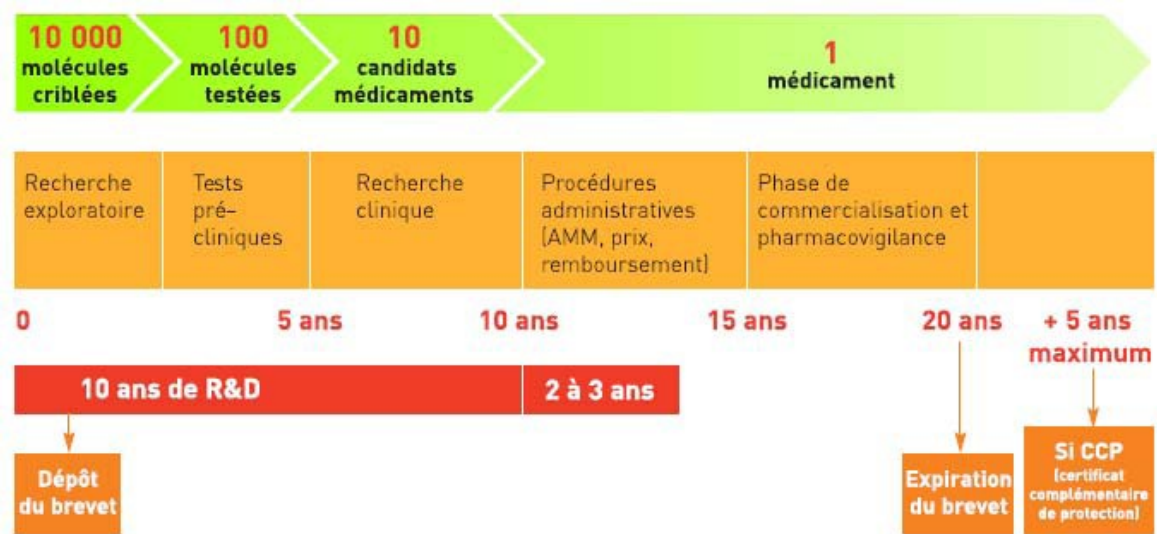 10 000
molécules
criblées
100
molécules
testées
10
candidats
médicaments
1
médicament
Recherche
exploratoire
Tests
pré–
cliniques
Recherche
clinique
Procédures
administratives
(AMM, prix,
remboursement)
Phase de
commercialisation et
pharmacovigilance
0
5 ans
10 ans
15 ans
20 ans
+ 5 ans
maximum
10 ans de R&D
2 à 3 ans
Dépôt
du brevet
Expiration
du brevet
Si CCP
(certificat
complémentaire
de protection)